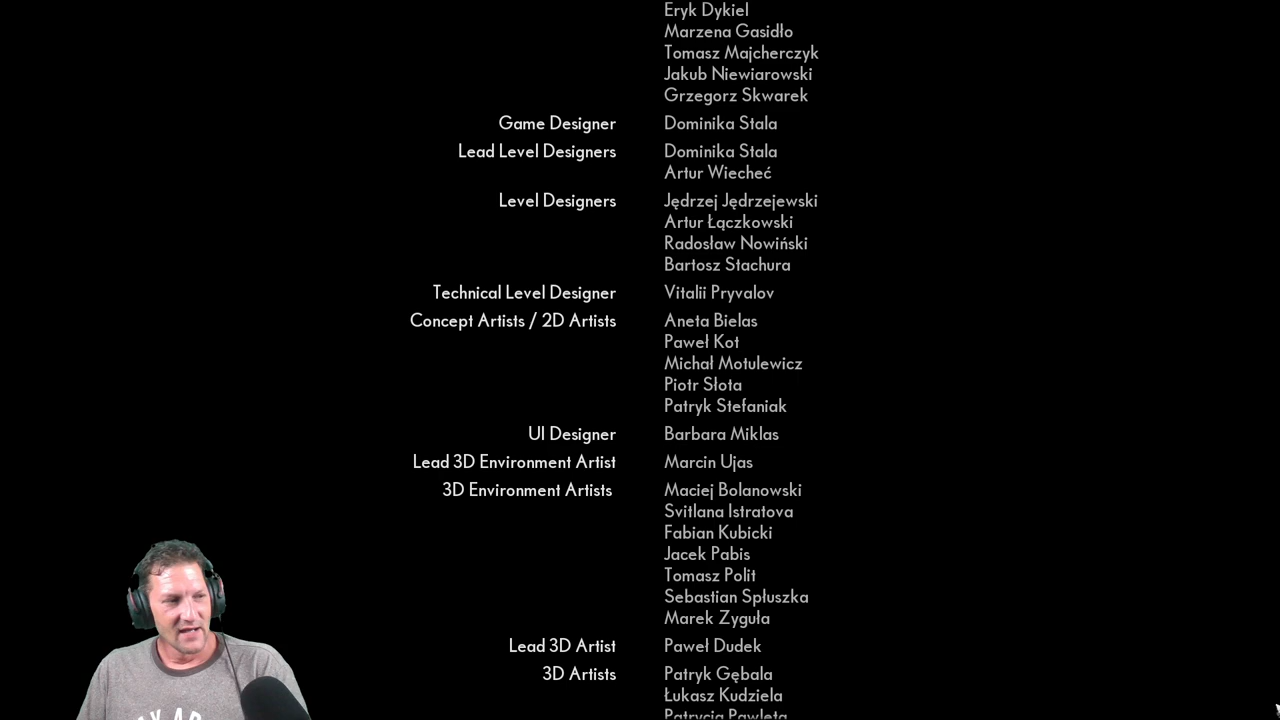 Eryk Dykiel
Marzena Gasidło
Tomasz Majcherczyk
Jakub Niewiarowski
Grzegorz Skwarek
Game Designer Dominika Stala
Lead Level Designers Dominika Stala
Artur Wiecheć
Level Designers Jędrzej Jędrzejewski
Artur Łączkowski
Radosław Nowiński
Bartosz Stachura
Technical Level Designer Vitalii Pryvalov
Concept Artists / 2D Artists Aneta Bielas
Paweł Kot
Michał Motulewicz
Piotr Słota
Patryk Stefaniak
UI Designer Barbara Miklas
Lead 3D Environment Artist Marcin Ujas
3D Environment Artists Maciej Bolanowski
Svitlana Istratova
Fabian Kubicki
Jacek Pabis
Tomasz Polit
Sebastian Spłuszka
Marek Zyguła
Lead 3D Artist Paweł Dudek
3D Artists Patryk Gębala
Łukasz Kudziela
Patrycja Pawleta